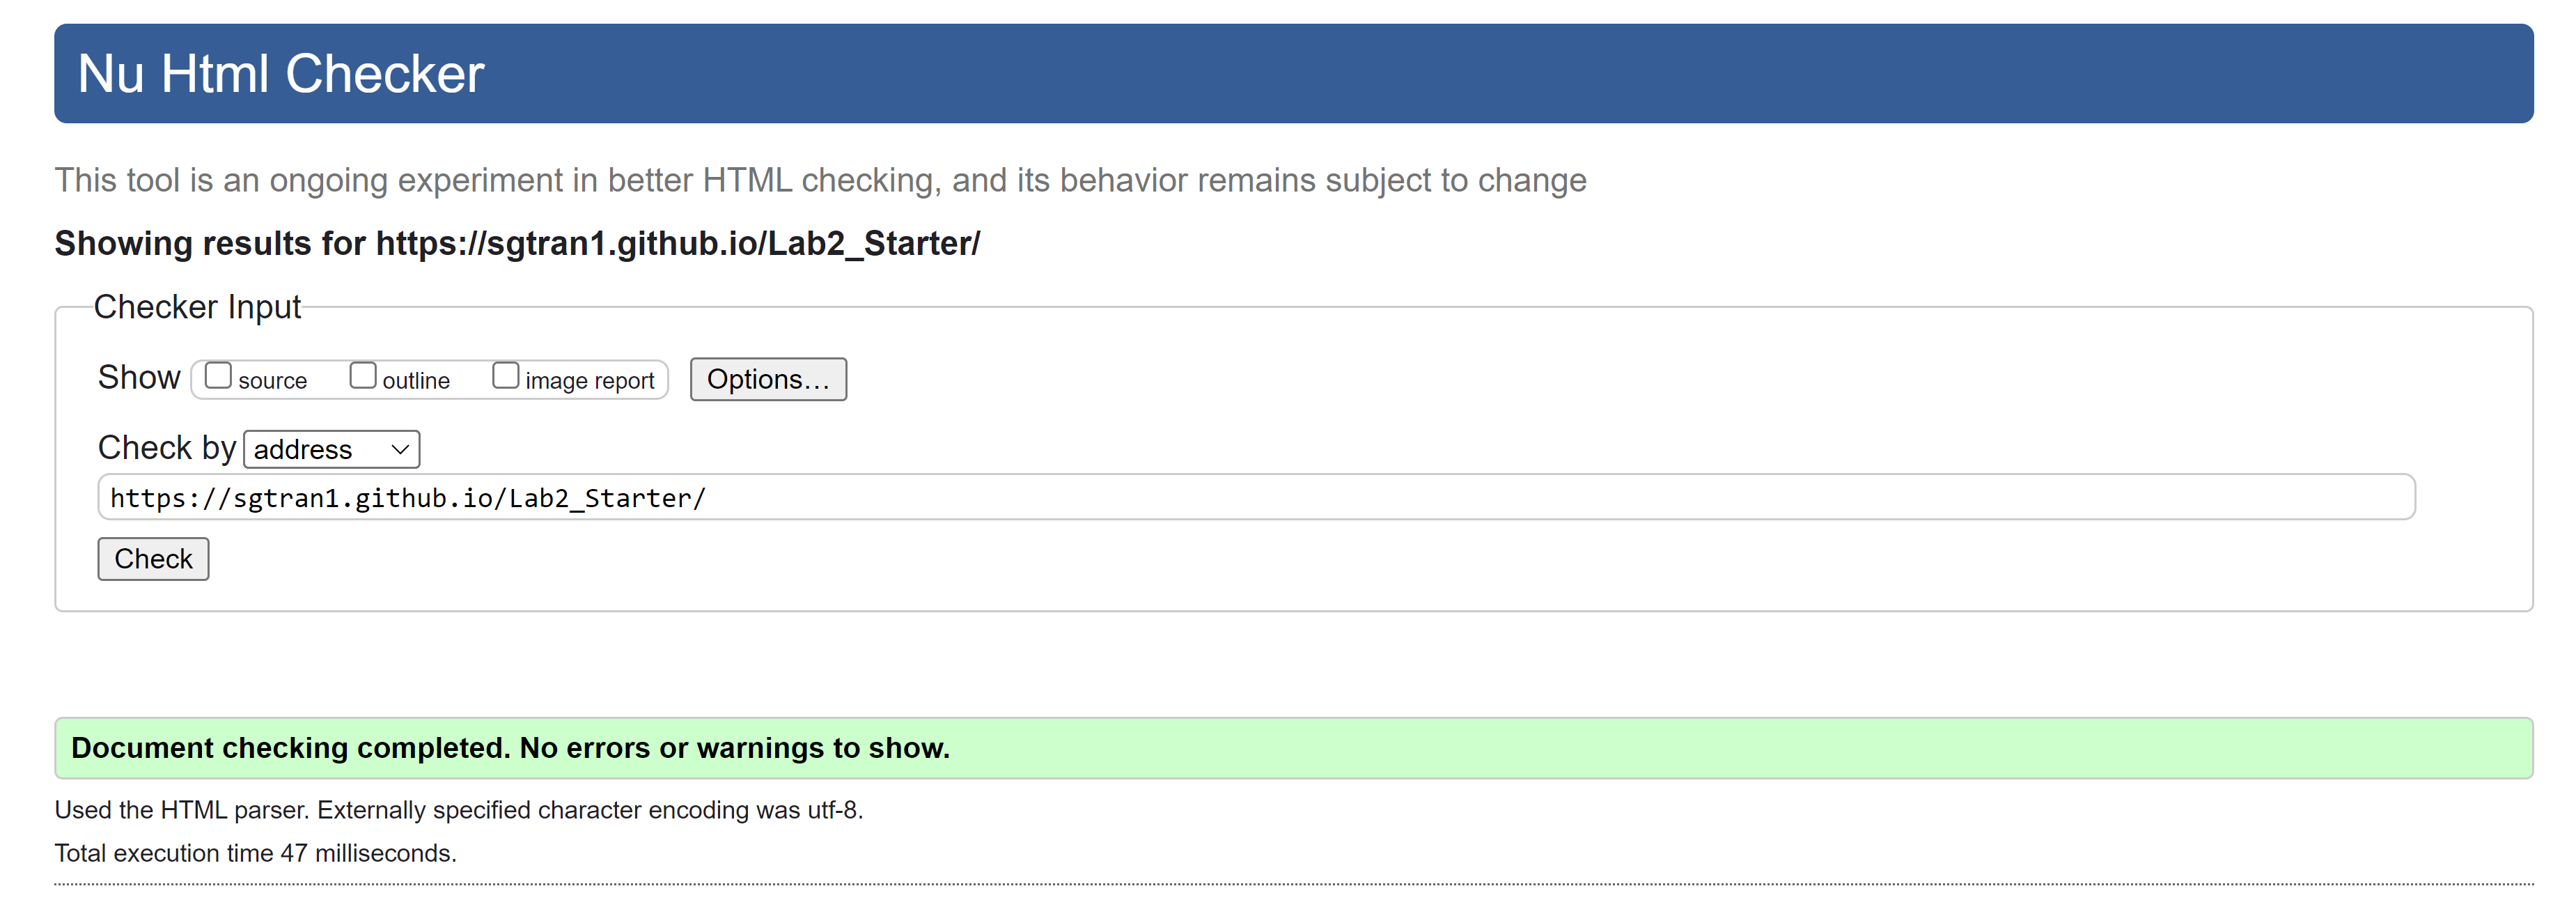 Nu Html Checker
This tool is an ongoing experiment in better HTML checking, and its behavior remains subject to change
Showing results for https://sgtran1.github.io/Lab2_Starter/
Checker Input
Show source outline image report Options…
Check by address
https://sgtran1.github.io/Lab2_Starter/
Check
Document checking completed. No errors or warnings to show.
Used the HTML parser. Externally specified character encoding was utf-8.
Total execution time 47 milliseconds.